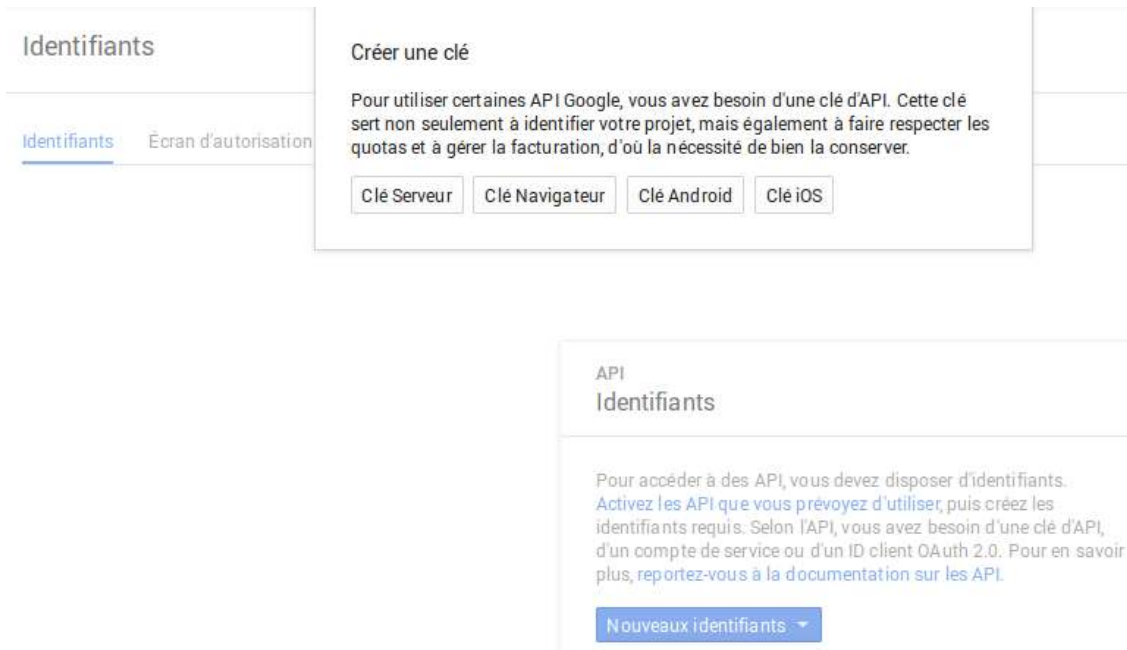 Identifiants
Identifiants Écran d'autorisation
Créer une clé
Pour utiliser certaines API Google, vous avez besoin d'une clé d'API. Cette clé
sert non seulement à identifier votre projet, mais également à faire respecter les
quotas et à gérer la facturation, d'où la nécessité de bien la conserver.
Clé Serveur Clé Navigateur Clé Android Clé iOS
API
Identifiants
Pour accéder à des API, vous devez disposer d'identifiants.
Activez les API que vous prévoyez d'utiliser, puis créez les
identifiants requis. Selon l'API, vous avez besoin d'une clé d'API,
d'un compte de service ou d'un ID client OAuth 2.0. Pour en savoir
plus, reportez-vous à la documentation sur les API.
Nouveaux identifiants